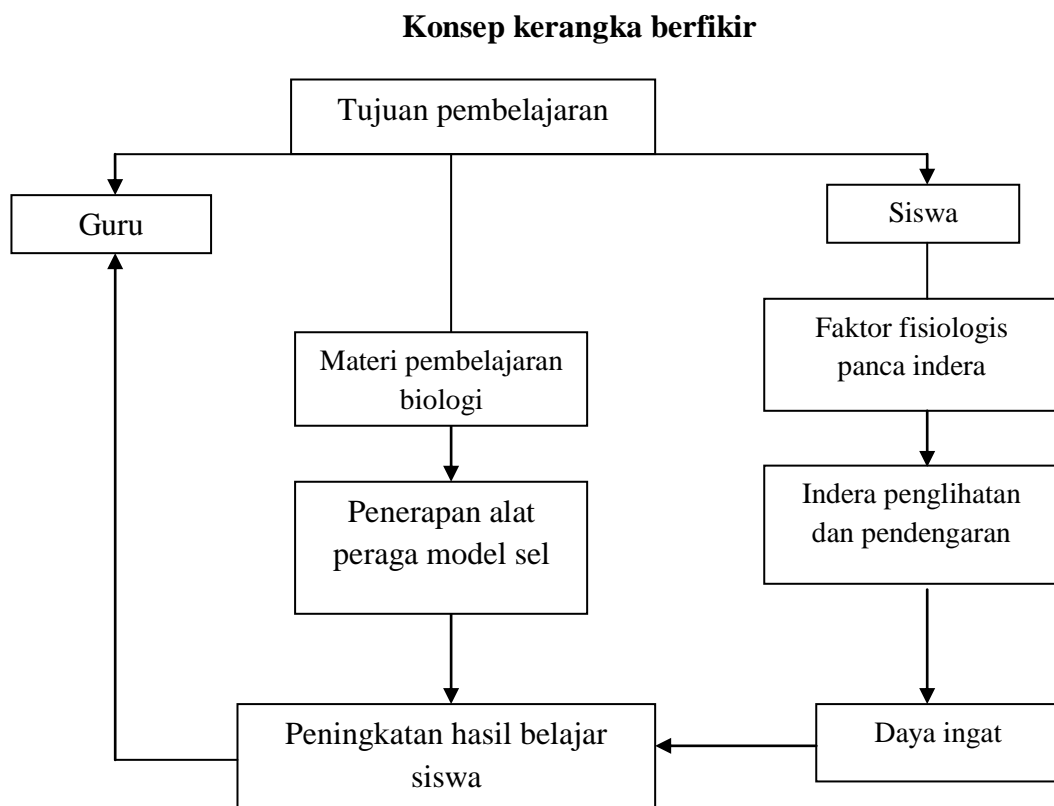 Konsep kerangka berfikir
Tujuan pembelajaran
Guru
Siswa
Faktor fisiologis
panca indera
Materi pembelajaran
biologi
Indera penglihatan
dan pendengaran
Penerapan alat
peraga model sel
Peningkatan hasil belajar
siswa
Daya ingat